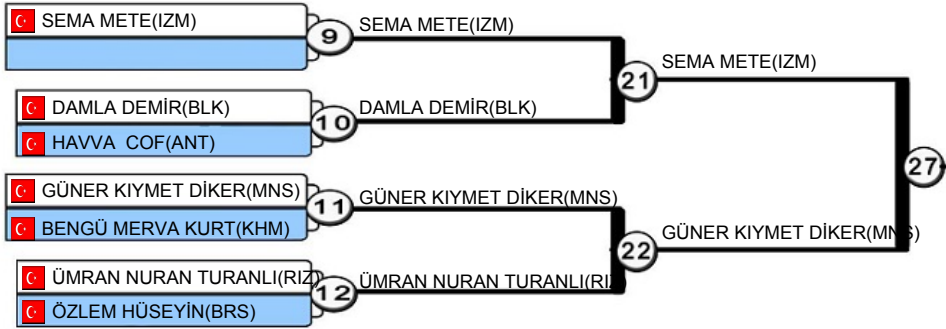 SEMA METE(IZM)
9
SEMA METE(IZM)
21
SEMA METE(IZM)
DAMLA DEMİR(BLK)
10
DAMLA DEMİR(BLK)
HAVVA COF(ANT)
27
GÜNER KIYMET DİKER(MNS)
11
GÜNER KIYMET DİKER(MNS)
BENGÜ MERVA KURT(KHM)
22
GÜNER KIYMET DİKER(MNS)
ÜMRAN NURAN TURANLI(RIZ)
12
ÜMRAN NURAN TURANLI(RIZ)
ÖZLEM HÜSEYİN(BRS)